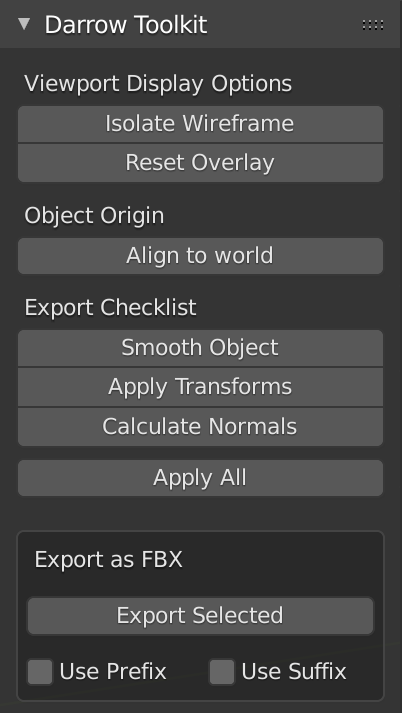 Darrow Toolkit
Viewport Display Options
Isolate Wireframe
Reset Overlay
Object Origin
Align to world
Export Checklist
Smooth Object
Apply Transforms
Calculate Normals
Apply All
Export as FBX
Export Selected
Use Prefix Use Suffix